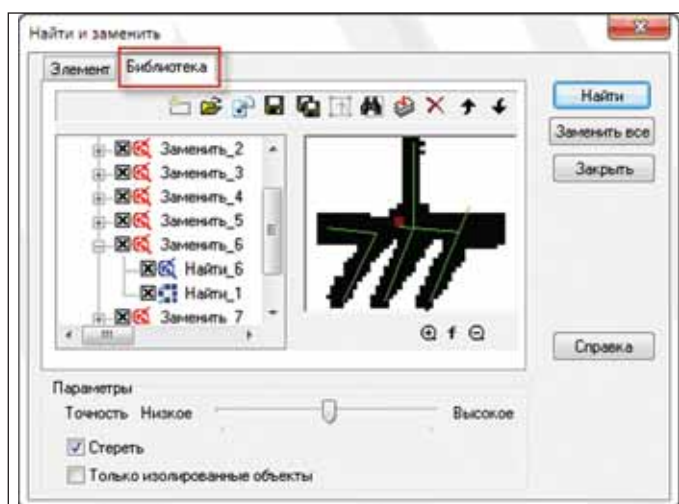 Найти и заменить
Элемент
Библиотека
Найти
Заменить все
Закрыть
Заменить_2
Заменить_3
Заменить_4
Заменить_5
Заменить_6
Найти_6
Найти_1
Заменить 7
Справка
Параметры
Точность Низкое Высокое
Стереть
Только изолированные объекты